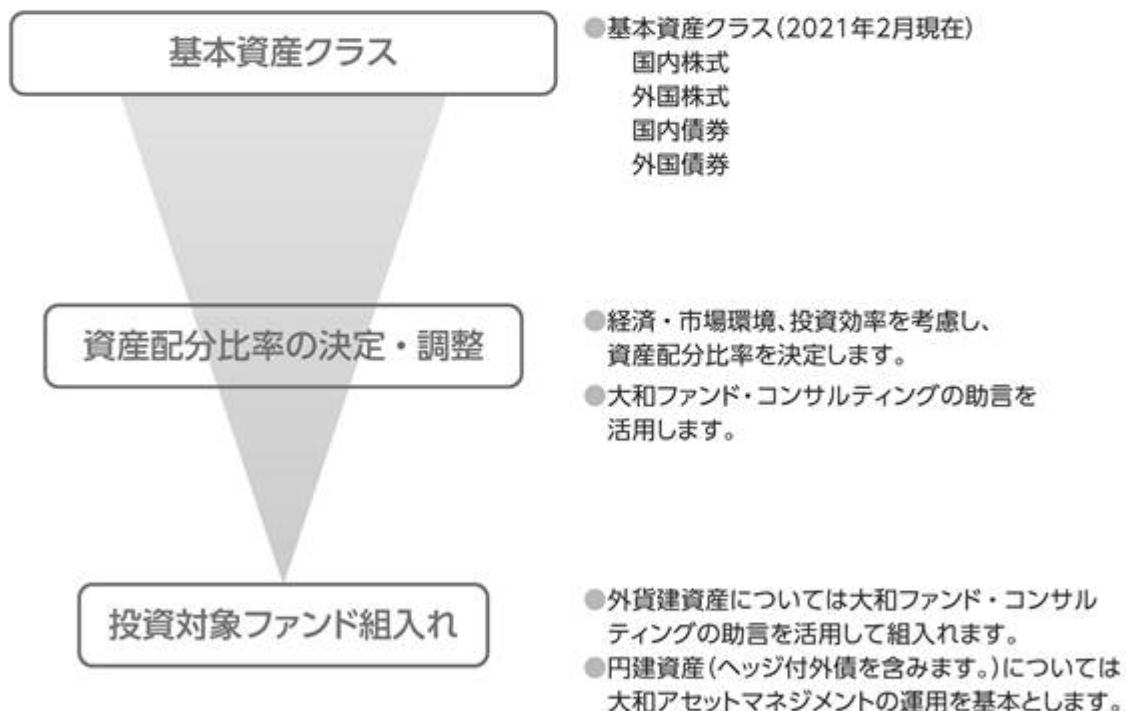 基本資産クラス
●基本資産クラス(2021年2月現在)
国内株式
外国株式
国内債券
外国債券
資産配分比率の決定・調整
●経済・市場環境、投資効率を考慮し、
資産配分比率を決定します。
●大和ファンド・コンサルティングの助言を
活用します。
投資対象ファンド組入れ
●外貨建資産については大和ファンド・コンサル
ティングの助言を活用して組入れます。
●円建資産(ヘッジ付外債を含みます。)については
大和アセットマネジメントの運用を基本とします。